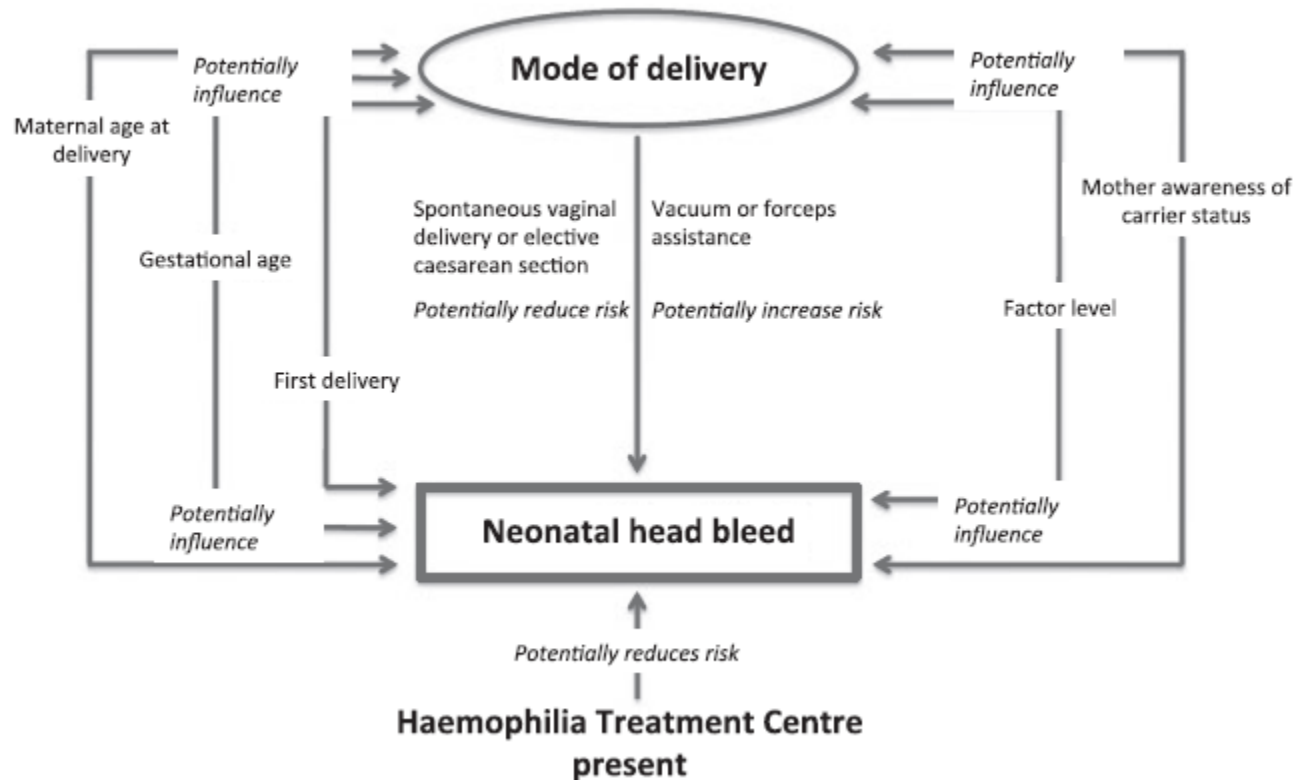 Mode of delivery
Potentially
influence
Potentially
influence
Maternal age at
delivery
Mother awareness of
carrier status
Spontaneous vaginal
delivery or elective
caesarean section
Potentially reduce risk
Vacuum or forceps
assistance
Potentially increase risk
Gestational age
Factor level
First delivery
Potentially
influence
Neonatal head bleed
Potentially
influence
Potentially reduces risk
Haemophilia Treatment Centre
present